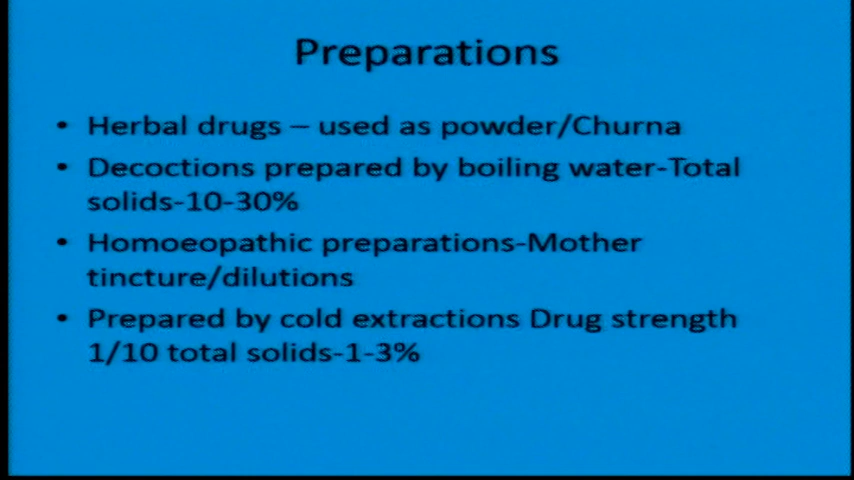 Preparations
• Herbal drugs – used as powder/Churna
• Decoctions prepared by boiling water-Total
solids-10-30%
• Homoeopathic preparations-Mother
tincture/dilutions
• Prepared by cold extractions Drug strength
1/10 total solids-1-3%